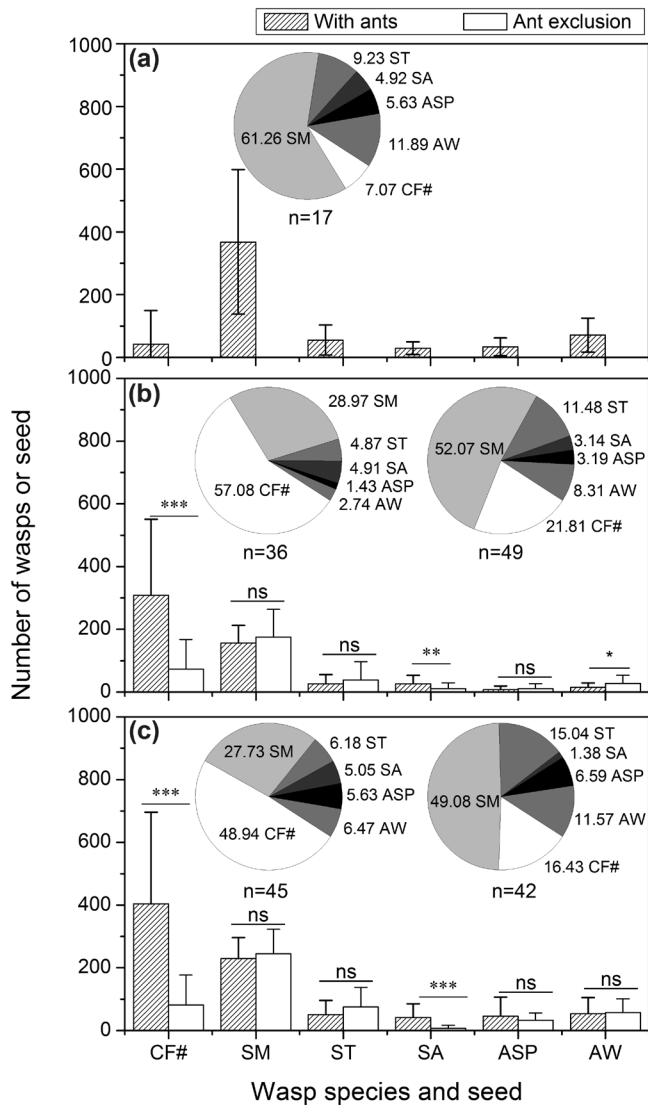 With ants Ant exclusion
(a)
1000
800
600
400
200
0
9.23 ST
4.92 SA
5.63 ASP
61.26 SM
11.89 AW
7.07 CF#
n=17
(b)
1000
800
600
400
200
0
28.97 SM
4.87 ST
4.91 SA
57.08 CF#
1.43 ASP
2.74 AW
n=36
11.48 ST
52.07 SM
3.14 SA
3.19 ASP
8.31 AW
21.81 CF#
n=49
***
ns
ns
**
ns
*
(c)
1000
800
600
400
200
0
27.73 SM
6.18 ST
5.05 SA
5.63 ASP
48.94 CF#
6.47 AW
n=45
15.04 ST
1.38 SA
6.59 ASP
49.08 SM
11.57 AW
16.43 CF#
n=42
***
ns
ns
***
ns
ns
CF# SM ST SA ASP AW
Wasp species and seed
Number of wasps or seed